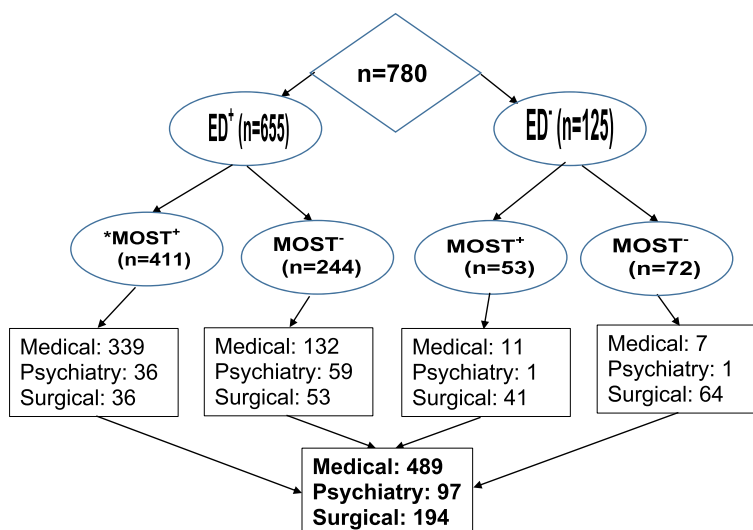 n=780
ED⁺ (n=655)
ED⁻ (n=125)
*MOST⁺
(n=411)
MOST⁻
(n=244)
MOST⁺
(n=53)
MOST⁻
(n=72)
Medical: 339
Psychiatry: 36
Surgical: 36
Medical: 132
Psychiatry: 59
Surgical: 53
Medical: 11
Psychiatry: 1
Surgical: 41
Medical: 7
Psychiatry: 1
Surgical: 64
Medical: 489
Psychiatry: 97
Surgical: 194